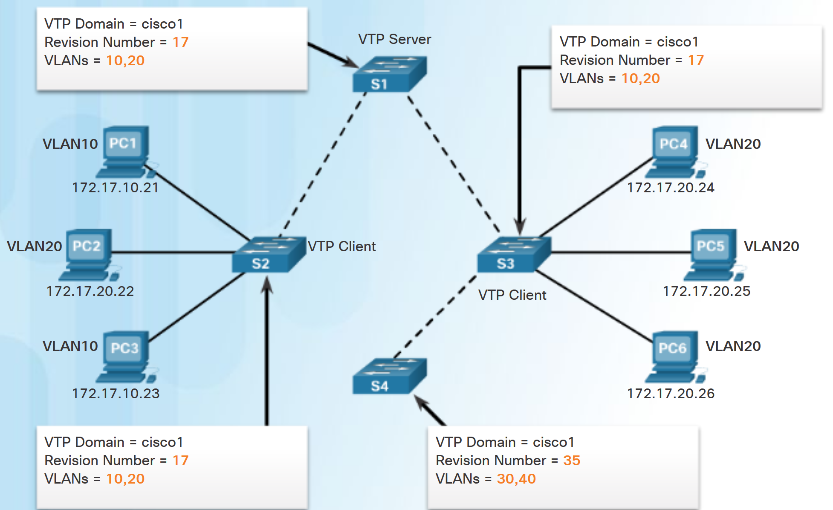 VTP Domain = cisco1
Revision Number = 17
VLANs = 10,20
VTP Server
S1
VTP Domain = cisco1
Revision Number = 17
VLANs = 10,20
VLAN10
PC1
172.17.10.21
PC4
VLAN20
172.17.20.24
VLAN20
PC2
172.17.20.22
S2
VTP Client
S3
VTP Client
PC5
VLAN20
172.17.20.25
VLAN10
PC3
172.17.10.23
S4
PC6
VLAN20
172.17.20.26
VTP Domain = cisco1
Revision Number = 17
VLANs = 10,20
VTP Domain = cisco1
Revision Number = 35
VLANs = 30,40